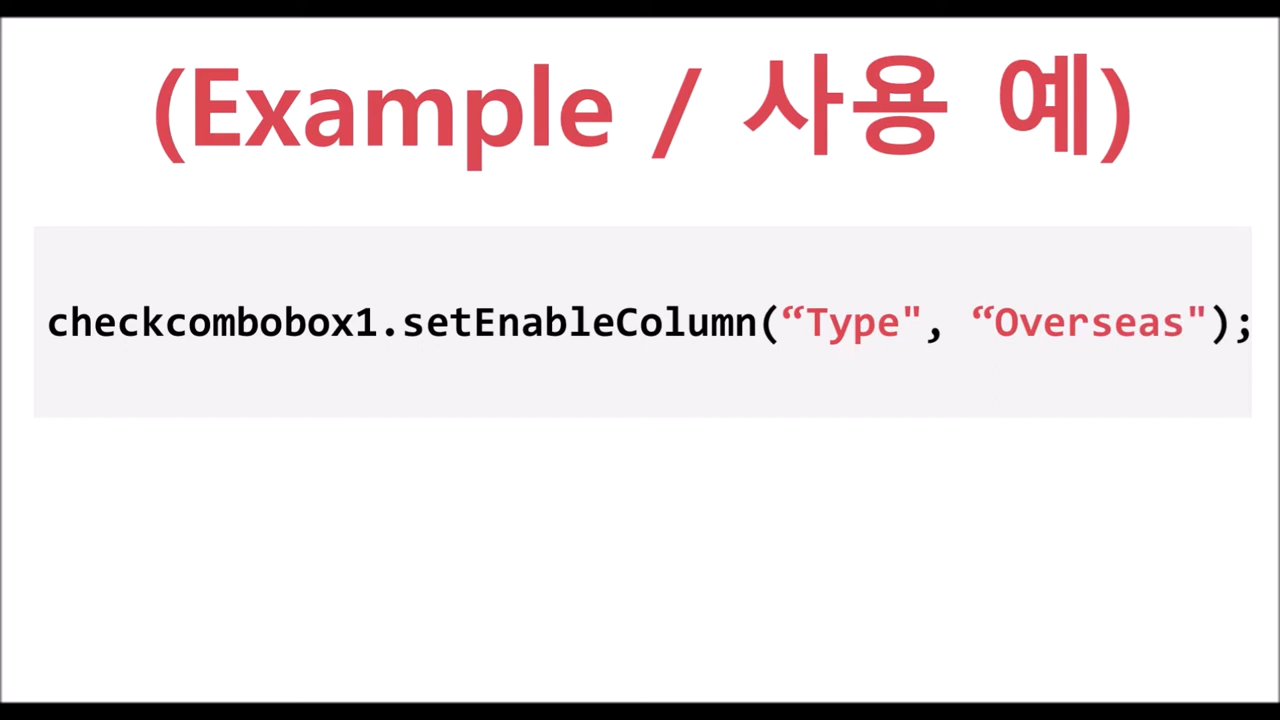 (Example / 사용 예)
checkcombobox1.setEnableColumn(“Type", “Overseas");